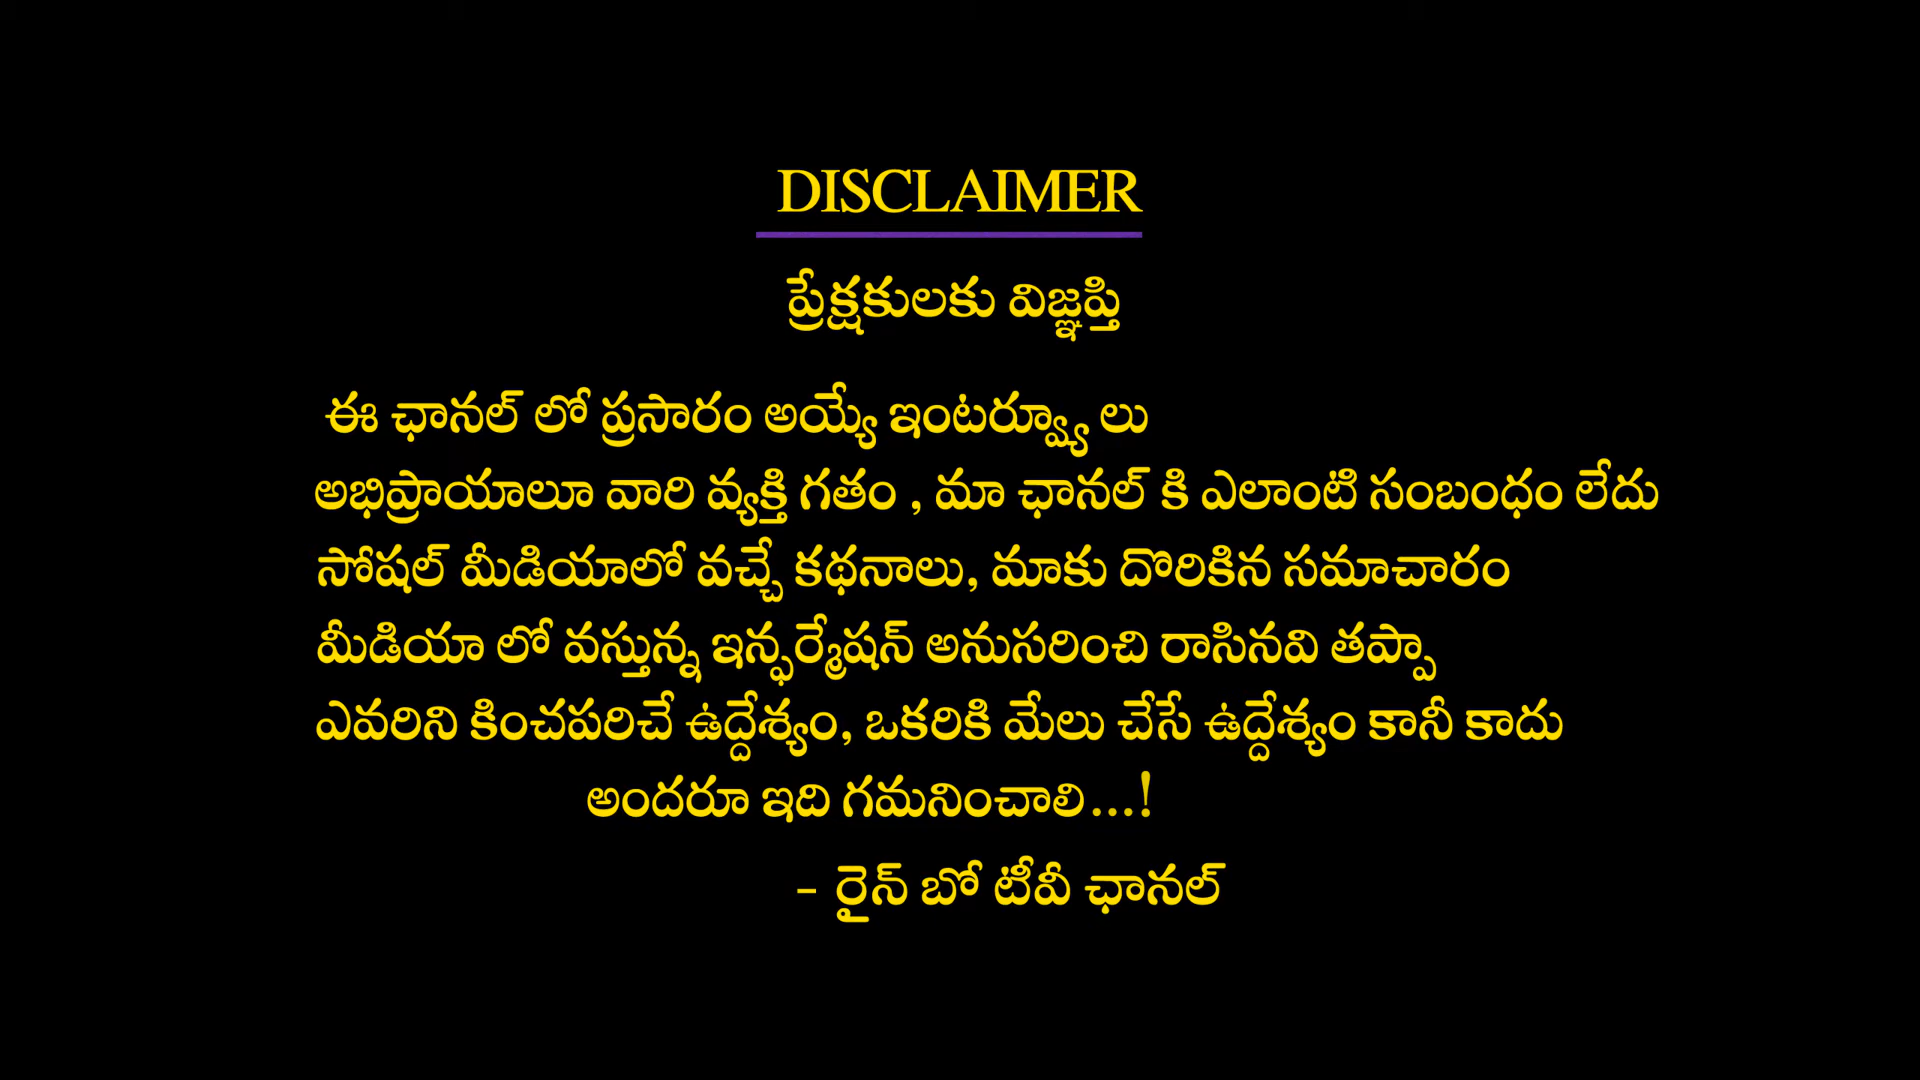 DISCLAIMER
ప్రేక్షకులకు విజ్ఞప్తి
ఈ ఛానల్ లో ప్రసారం అయ్యే ఇంటర్వ్యూ లు
అభిప్రాయాలూ వారి వ్యక్తి గతం , మా ఛానల్ కి ఎలాంటి సంబంధం లేదు
సోషల్ మీడియాలో వచ్చే కథనాలు, మాకు దొరికిన సమాచారం
మీడియా లో వస్తున్న ఇన్ఫర్మేషన్ అనుసరించి రాసినవి తప్పా
ఎవరిని కించపరిచే ఉద్దేశ్యం, ఒకరికి మేలు చేసే ఉద్దేశ్యం కానీ కాదు
అందరూ ఇది గమనించాలి...!
- రైన్ బో టీవీ ఛానల్